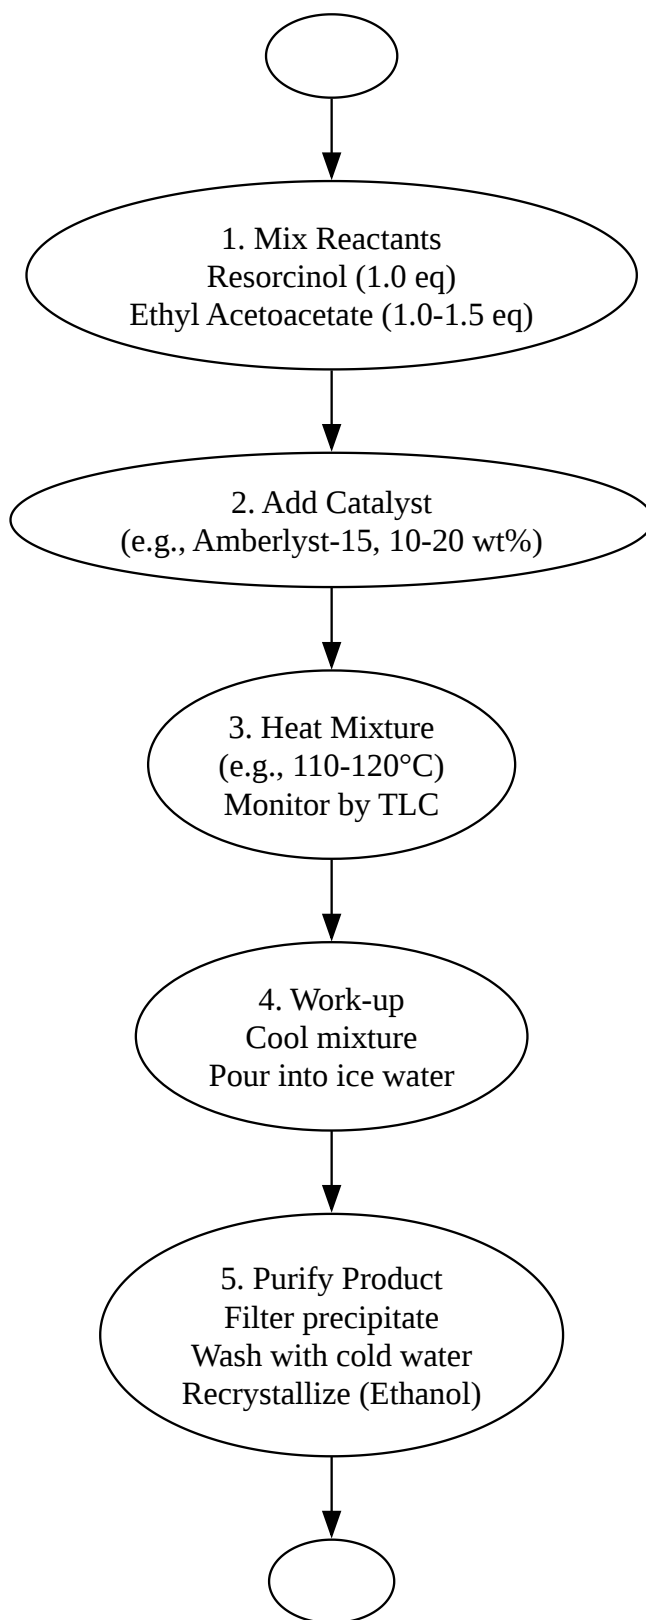 1. Mix Reactants
Resorcinol (1.0 eq)
Ethyl Acetoacetate (1.0-1.5 eq)
2. Add Catalyst
(e.g., Amberlyst-15, 10-20 wt%)
3. Heat Mixture
(e.g., 110-120°C)
Monitor by TLC
4. Work-up
Cool mixture
Pour into ice water
5. Purify Product
Filter precipitate
Wash with cold water
Recrystallize (Ethanol)